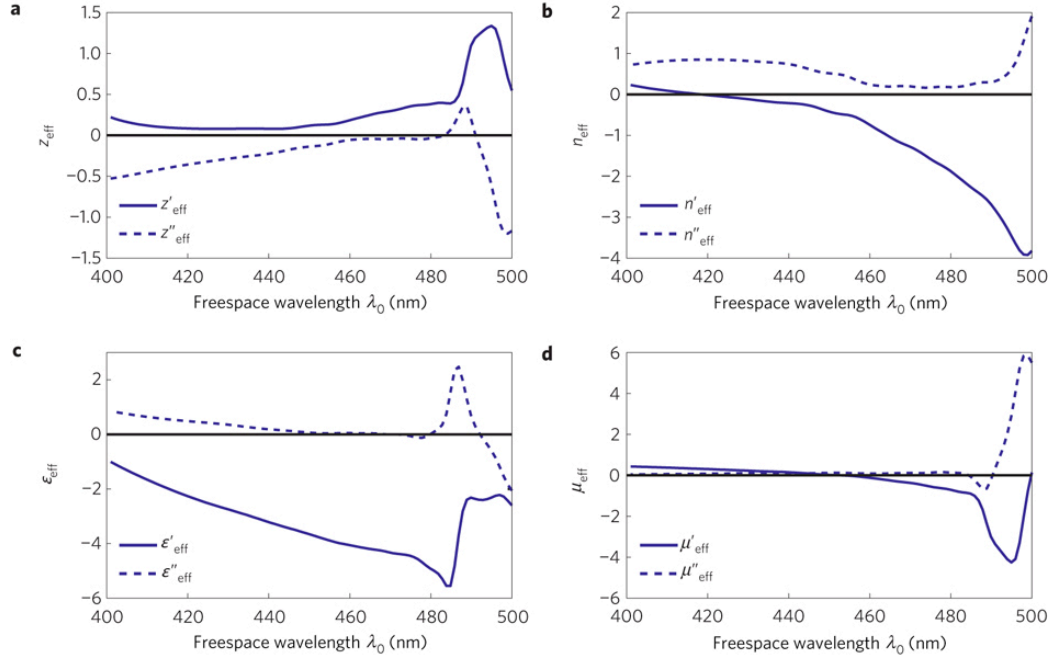 a
1.5
1.0
0.5
0
−0.5
−1.0
−1.5
z_eff
z′_eff
z″_eff
400 420 440 460 480 500
Freespace wavelength λ₀ (nm)
b
2
1
0
−1
−2
−3
−4
n_eff
n′_eff
n″_eff
400 420 440 460 480 500
Freespace wavelength λ₀ (nm)
c
2
0
−2
−4
−6
ε_eff
ε′_eff
ε″_eff
400 420 440 460 480 500
Freespace wavelength λ₀ (nm)
d
6
4
2
0
−2
−4
−6
μ_eff
μ′_eff
μ″_eff
400 420 440 460 480 500
Freespace wavelength λ₀ (nm)